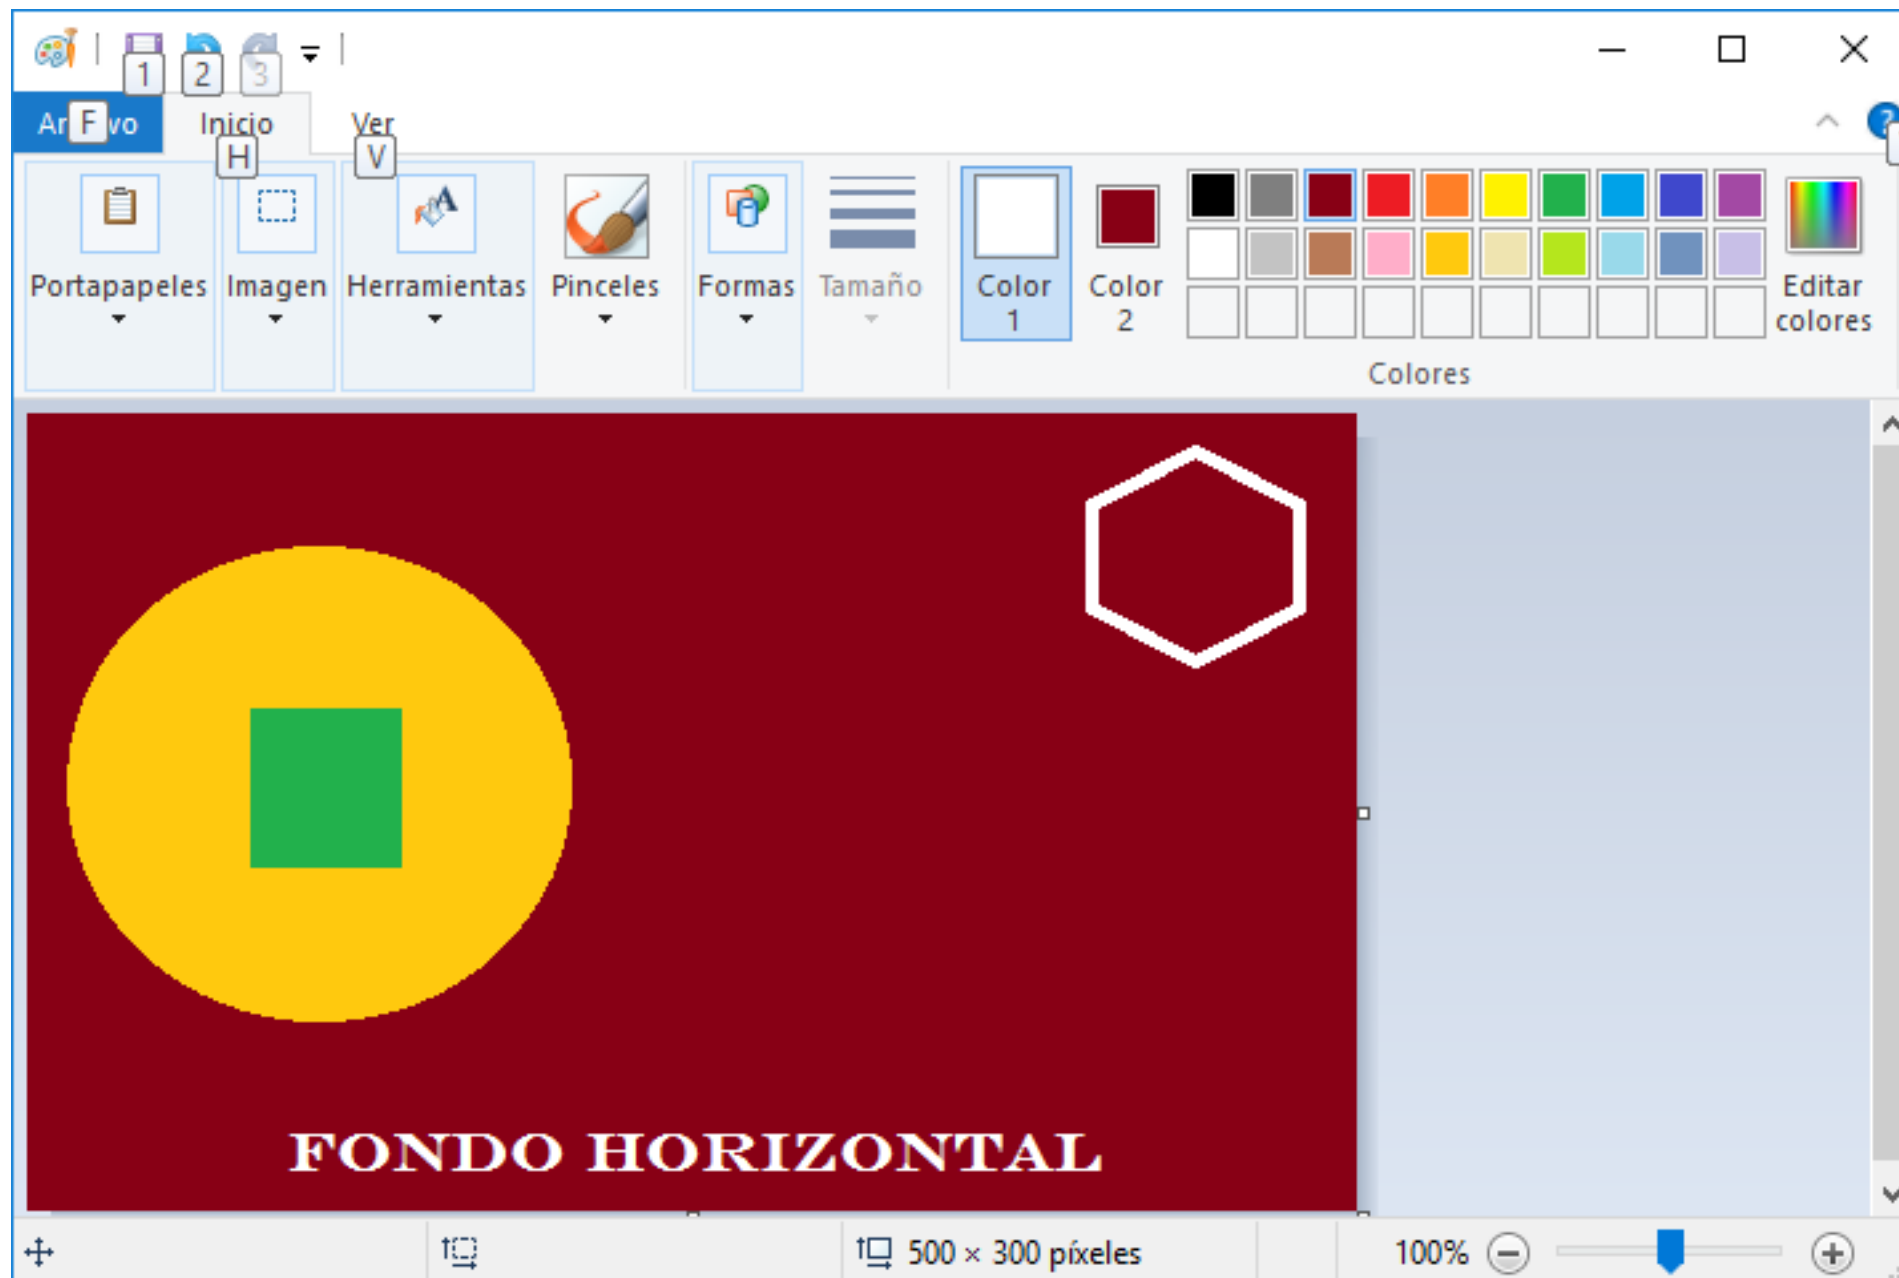 1 2 3
Ar F vo Inicio Ver ?
H V
Portapapeles Imagen Herramientas Pinceles Formas Tamaño Color 1 Color 2 Editar colores
Colores
FONDO HORIZONTAL
500 × 300 píxeles 100%